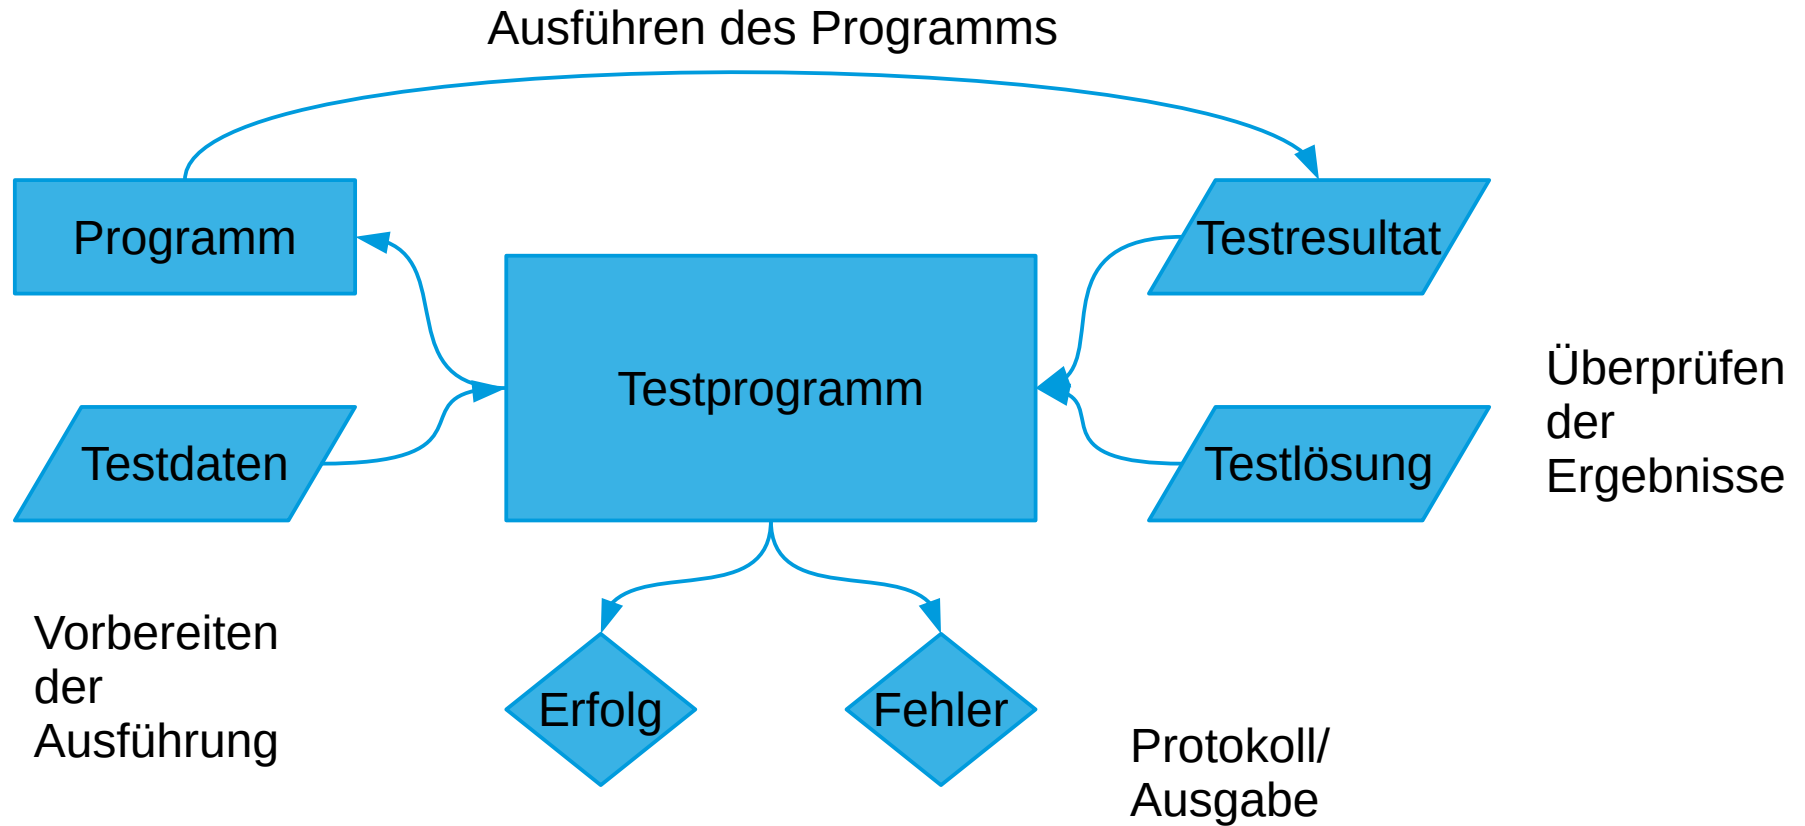 Ausführen des Programms
Programm
Testresultat
Testprogramm
Testdaten
Testlösung
Überprüfen
der
Ergebnisse
Vorbereiten
der
Ausführung
Erfolg
Fehler
Protokoll/
Ausgabe